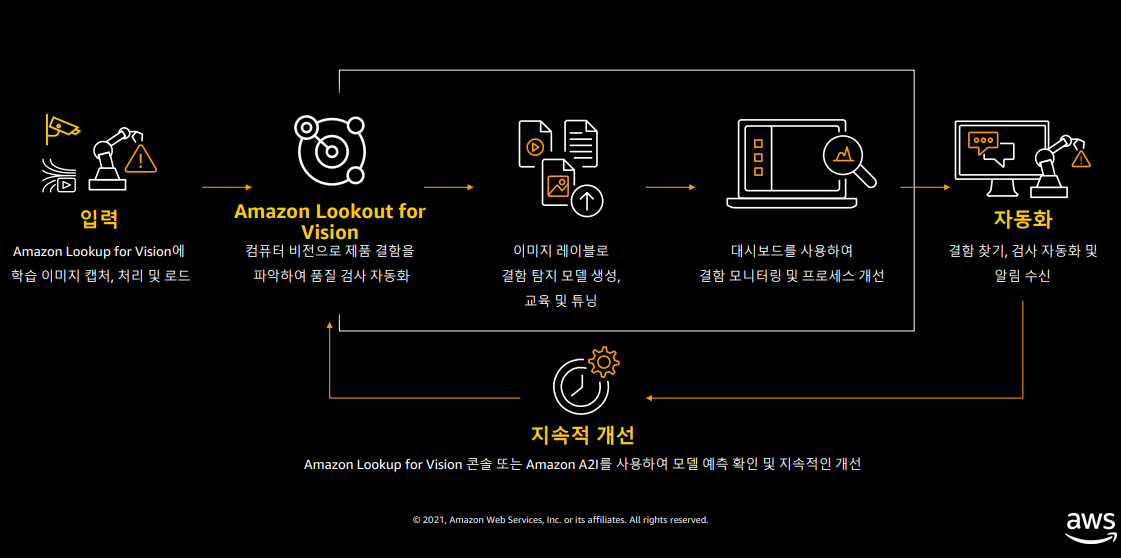 입력
Amazon Lookup for Vision에
학습 이미지 캡처, 처리 및 로드
Amazon Lookout for
Vision
컴퓨터 비전으로 제품 결함을
파악하여 품질 검사 자동화
이미지 레이블로
결함 탐지 모델 생성,
교육 및 튜닝
대시보드를 사용하여
결함 모니터링 및 프로세스 개선
자동화
결함 찾기, 검사 자동화 및
알림 수신
지속적 개선
Amazon Lookup for Vision 콘솔 또는 Amazon A2I를 사용하여 모델 예측 확인 및 지속적인 개선
© 2021, Amazon Web Services, Inc. or its affiliates. All rights reserved.
aws